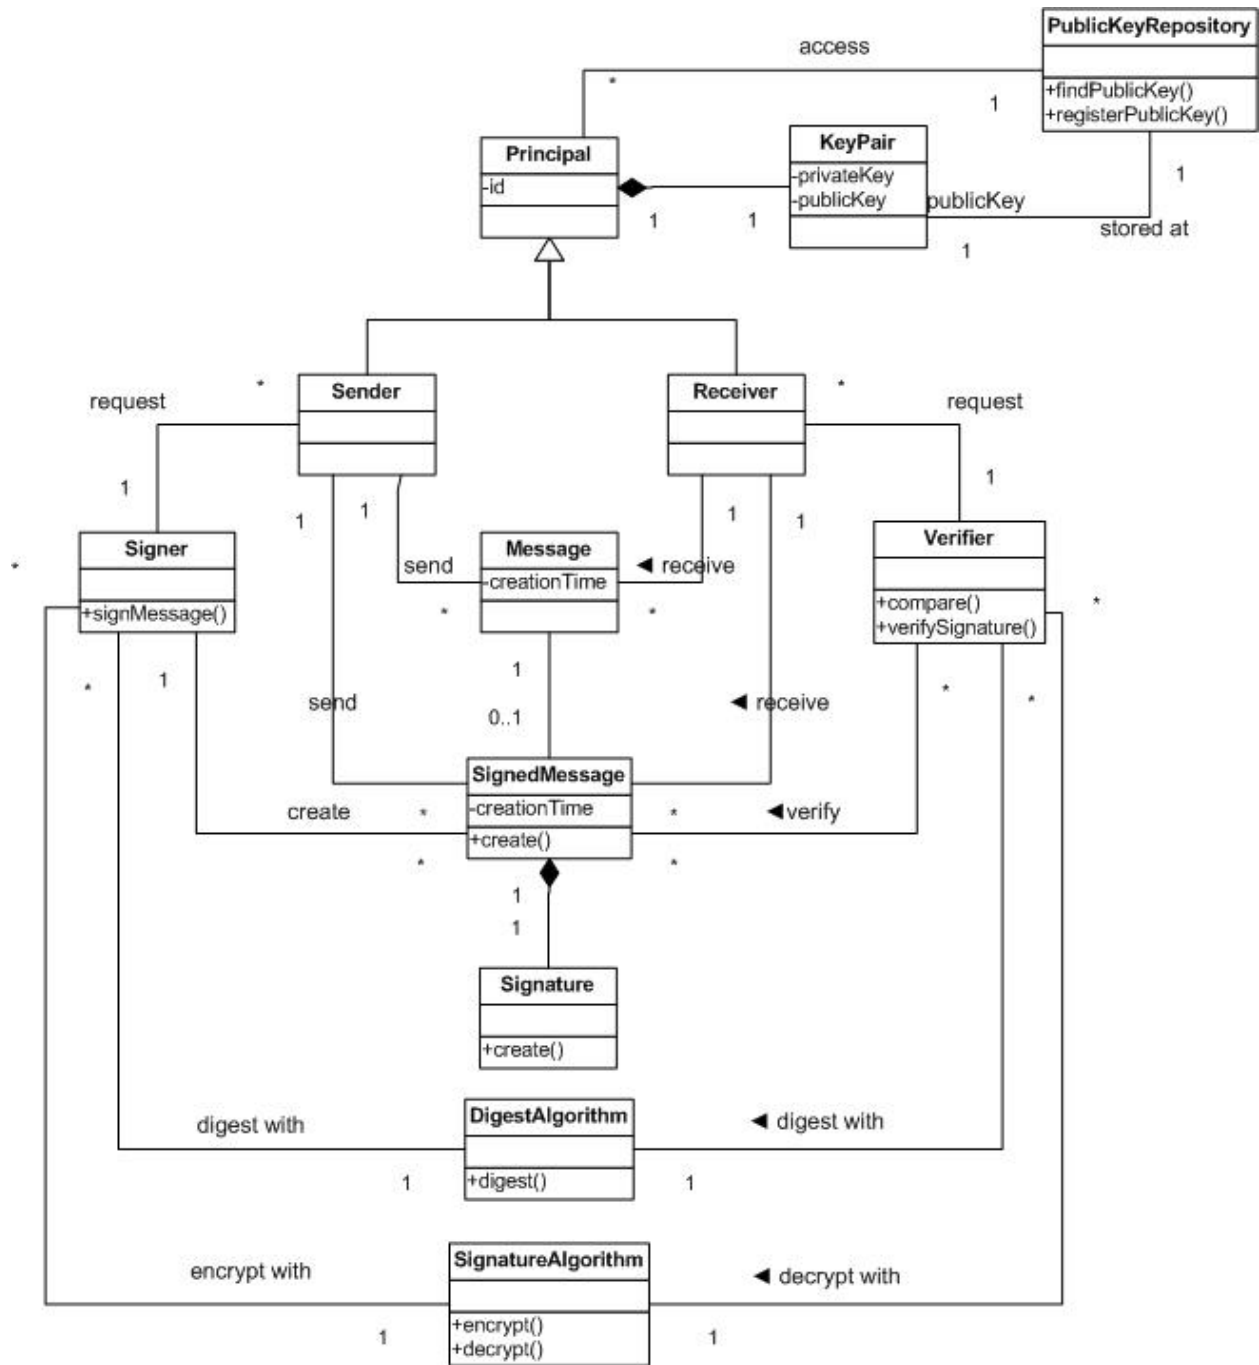 PublicKeyRepository
+findPublicKey()
+registerPublicKey()
access
*
1
Principal
-id
KeyPair
-privateKey
-publicKey
1
1
publicKey
1
1
stored at
Sender
Receiver
request
*
1
*
request
1
Signer
+signMessage()
Message
-creationTime
Verifier
+compare()
+verifySignature()
1
1
send
*
1
1
◄ receive
*
*
*
1
*
*
*
1
0..1
send
◄ receive
SignedMessage
-creationTime
+create()
create
*
*
◄verify
*
*
1
1
Signature
+create()
DigestAlgorithm
+digest()
digest with
1
◄ digest with
1
SignatureAlgorithm
+encrypt()
+decrypt()
encrypt with
1
◄ decrypt with
1